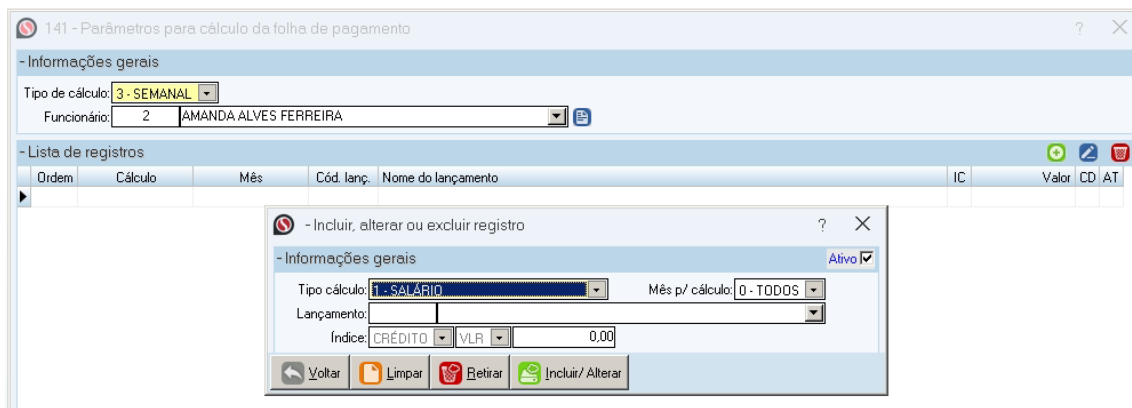 141 - Parâmetros para cálculo da folha de pagamento ?
- Informações gerais
Tipo de cálculo: 3 - SEMANAL
Funcionário: 2 AMANDA ALVES FERREIRA
- Lista de registros
Ordem Cálculo Mês Cód. lanç. Nome do lançamento IC Valor CD AT
- Incluir, alterar ou excluir registro ?
- Informações gerais Ativo
Tipo cálculo: 1 - SALÁRIO Mês p/ cálculo: 0 - TODOS
Lançamento:
Índice: CRÉDITO VLR 0,00
Voltar Limpar Retirar Incluir/ Alterar